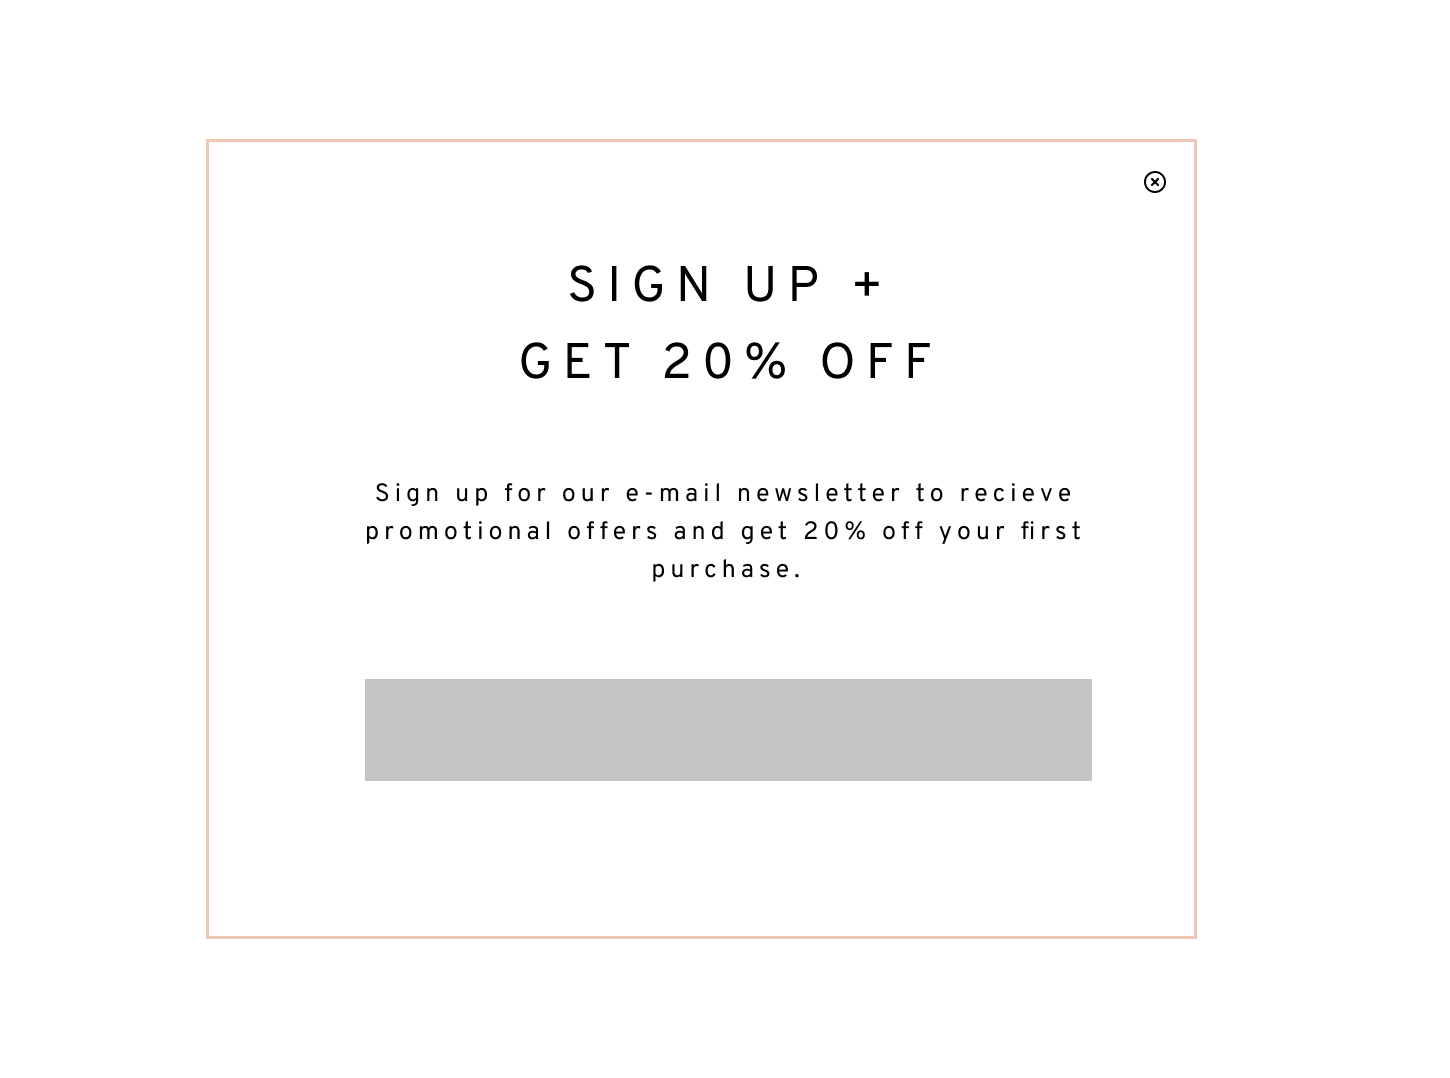 SIGN UP +
GET 20% OFF
Sign up for our e-mail newsletter to recieve
promotional offers and get 20% off your first
purchase.